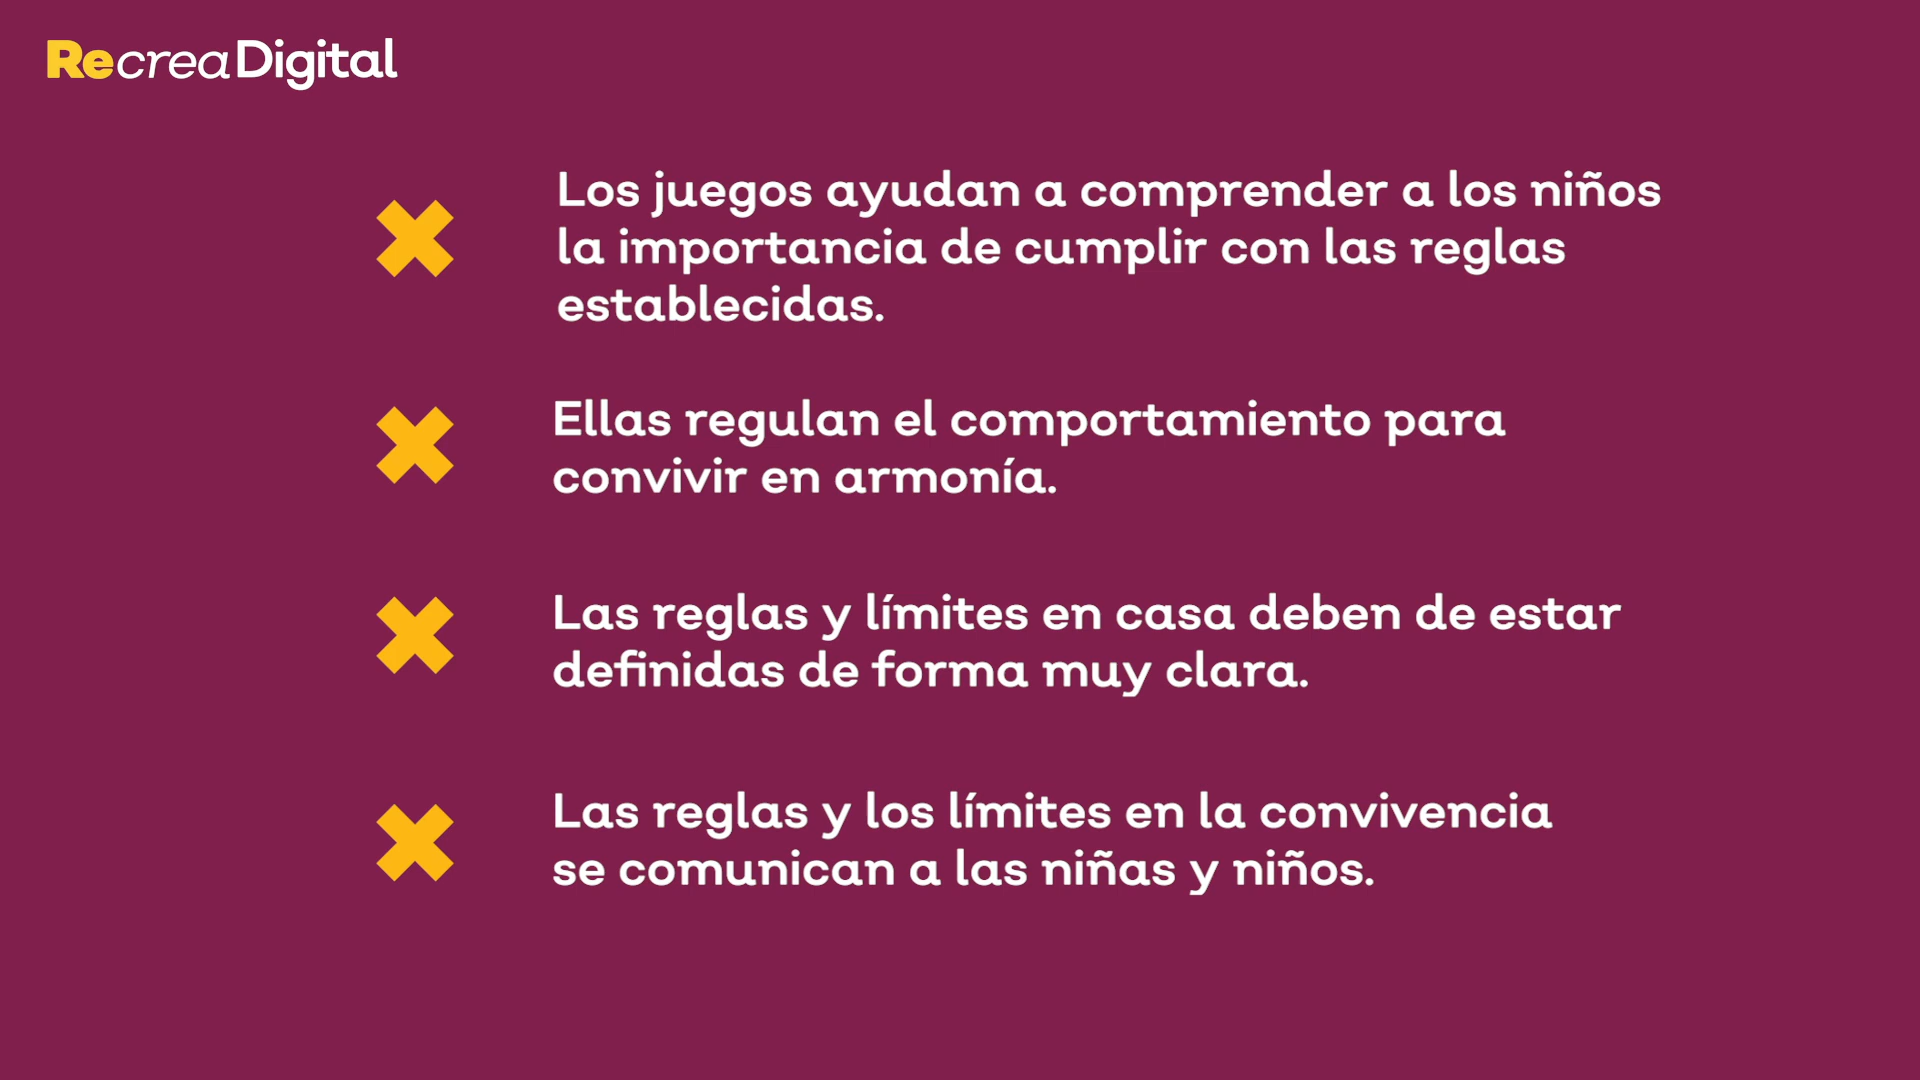 Recrea Digital
Los juegos ayudan a comprender a los niños
la importancia de cumplir con las reglas
establecidas.
Ellas regulan el comportamiento para
convivir en armonía.
Las reglas y límites en casa deben de estar
definidas de forma muy clara.
Las reglas y los límites en la convivencia
se comunican a las niñas y niños.